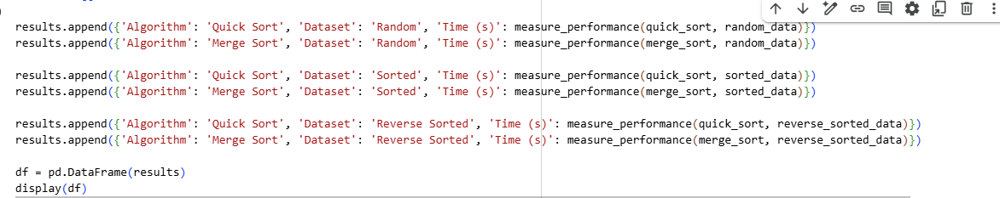 results.append({'Algorithm': 'Quick Sort', 'Dataset': 'Random', 'Time (s)': measure_performance(quick_sort, random_data)})
results.append({'Algorithm': 'Merge Sort', 'Dataset': 'Random', 'Time (s)': measure_performance(merge_sort, random_data)})
results.append({'Algorithm': 'Quick Sort', 'Dataset': 'Sorted', 'Time (s)': measure_performance(quick_sort, sorted_data)})
results.append({'Algorithm': 'Merge Sort', 'Dataset': 'Sorted', 'Time (s)': measure_performance(merge_sort, sorted_data)})
results.append({'Algorithm': 'Quick Sort', 'Dataset': 'Reverse Sorted', 'Time (s)': measure_performance(quick_sort, reverse_sorted_data)})
results.append({'Algorithm': 'Merge Sort', 'Dataset': 'Reverse Sorted', 'Time (s)': measure_performance(merge_sort, reverse_sorted_data)})
df = pd.DataFrame(results)
display(df)